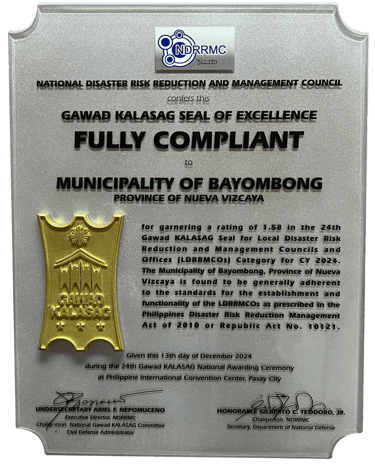 NDRRMC
NATIONAL DISASTER RISK REDUCTION AND MANAGEMENT COUNCIL
confers this
GAWAD KALASAG SEAL OF EXCELLENCE
FULLY COMPLIANT
to
MUNICIPALITY OF BAYOMBONG
PROVINCE OF NUEVA VIZCAYA
for garnering a rating of 1.58 in the 24th
Gawad KALASAG Seal for Local Disaster Risk
Reduction and Management Councils and
Offices (LDRRMCOs) Category for CY 2024.
The Municipality of Bayombong, Province of Nueva
Vizcaya is found to be generally adherent
to the standards for the establishment and
functionality of the LDRRMCOs as prescribed in the
Philippines Disaster Risk Reduction Management
Act of 2010 or Republic Act No. 10121.
GAWAD
KALASAG
Given this 13th day of December 2024
during the 24th Gawad KALASAG National Awarding Ceremony
at Philippine International Convention Center, Pasay City
UNDERSECRETARY ARIEL F. NEPOMUCENO
Executive Director, NDRRMC
Chairperson, National Gawad KALASAG Committee
Civil Defense Administrator
HONORABLE GILBERTO C. TEODORO, JR.
Chairperson, NDRRMC
Secretary, Department of National Defense